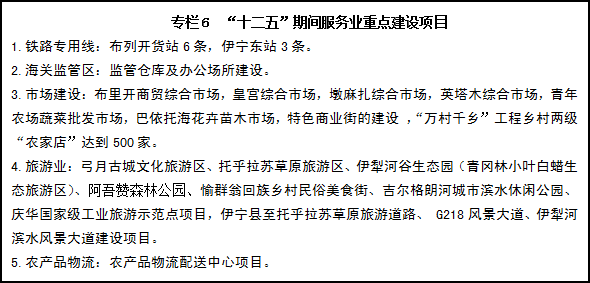 专栏 6 “十二五”期间服务业重点建设项目
1. 铁路专用线：布列开货站 6 条，伊宁东站 3 条。
2. 海关监管区：监管仓库及办公场所建设。
3. 市场建设：布里开商贸综合市场，皇宫综合市场，墩麻扎综合市场，英塔木综合市场，青年
农场蔬菜批发市场，巴依托海花卉苗木市场，特色商业街的建设 ，“万村千乡”工程乡村两级
“农家店”达到 500 家。
4. 旅游业：弓月古城文化旅游区、托乎拉苏草原旅游区、伊犁河谷生态园（青冈林小叶白蜡生
态旅游区）、阿吾赞森林公园、愉群翁回族乡村民俗美食街、吉尔格朗河城市滨水休闲公园、
庆华国家级工业旅游示范点项目，伊宁县至托乎拉苏草原旅游道路、 G218 风景大道、伊犁河
滨水风景大道建设项目。
5. 农产品物流：农产品物流配送中心项目。